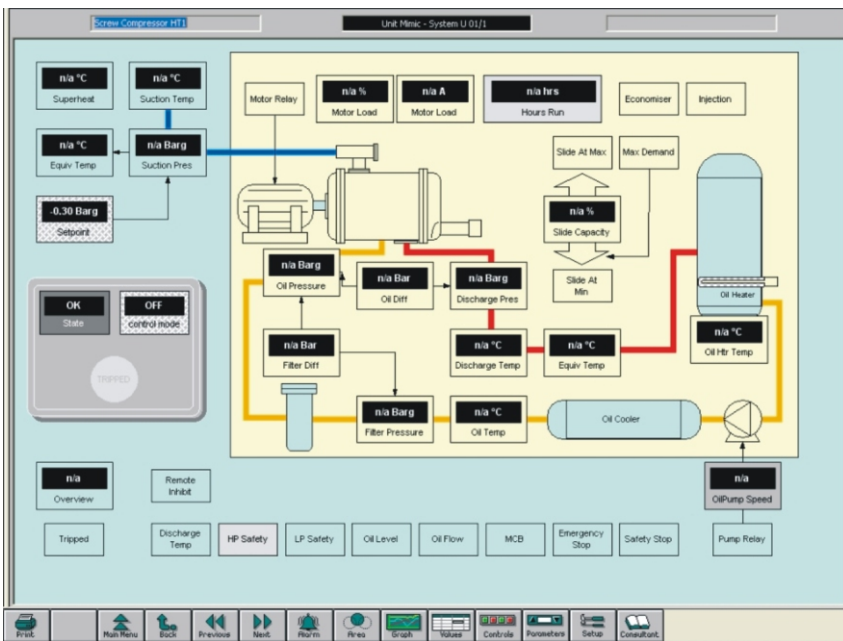 Screw Compressor HT1
Unit Mimic - System U 01/1
n/a °C
Superheat
n/a °C
Suction Temp
Motor Relay
n/a %
Motor Load
n/a A
Motor Load
n/a hrs
Hours Run
Economiser
Injection
n/a °C
Equiv Temp
n/a Barg
Suction Pres
Slide At Max
Max Demand
-0.30 Barg
Setpoint
n/a %
Slide Capacity
n/a Barg
Oil Pressure
n/a Bar
Oil Diff
n/a Barg
Discharge Pres
Slide At
Min
Oil Heater
OK
State
OFF
control mode
TRIPPED
n/a Bar
Filter Diff
n/a °C
Discharge Temp
n/a °C
Equiv Temp
n/a °C
Oil Htr Temp
n/a Barg
Filter Pressure
n/a °C
Oil Temp
Oil Cooler
n/a
Overview
Remote
Inhibit
n/a
OilPump Speed
Tripped
Discharge
Temp
HP Safety
LP Safety
Oil Level
Oil Flow
MCB
Emergency
Stop
Safety Stop
Pump Relay
Print
Main Menu
Back
Previous
Next
Alarm
Area
Graph
Values
Controls
Parameters
Setup
Consultant